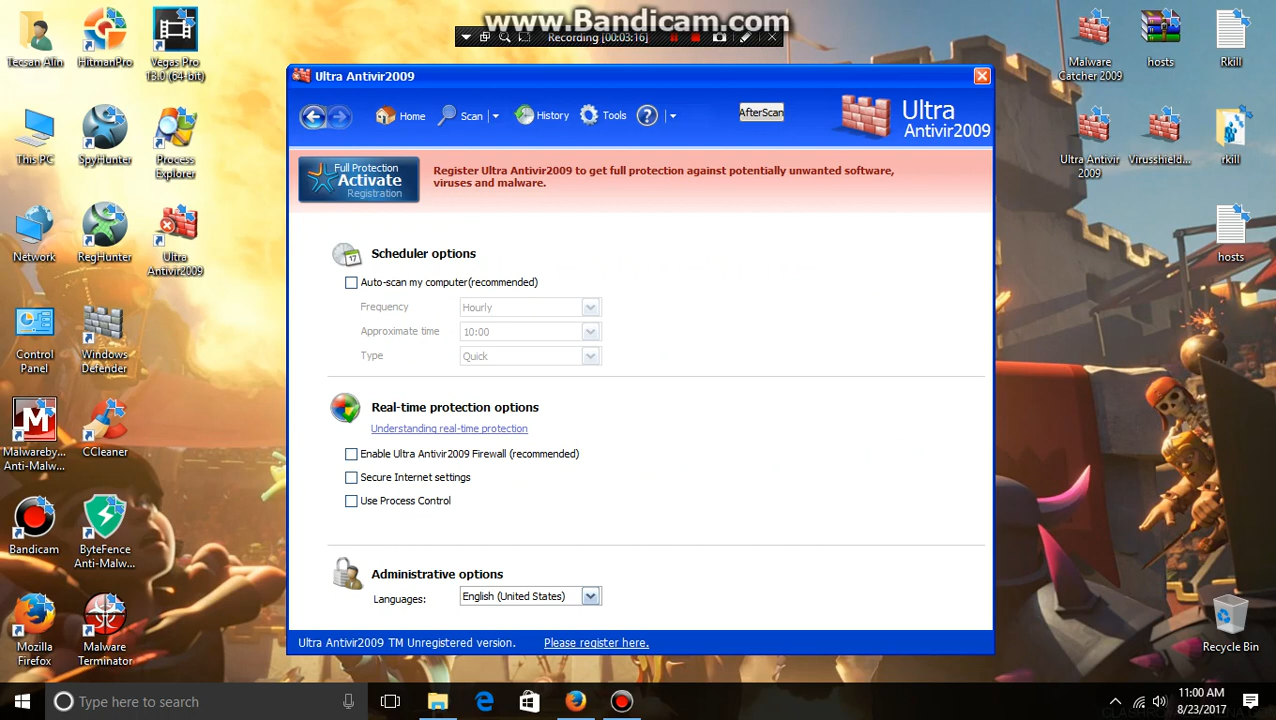 www.Bandicam.com
Recording [00:03:16]
Tecsan Alin
HitmanPro
Vegas Pro
13.0 (64-bit)
Malware
Catcher 2009
hosts
Rkill
Ultra Antivir2009
Home
Scan
History
Tools
?
AfterScan
Ultra
Antivir2009
Full Protection
Activate
Registration
Register Ultra Antivir2009 to get full protection against potentially unwanted software,
viruses and malware.
This PC
SpyHunter
Process
Explorer
Ultra Antivir
2009
Virusshield...
rkill
Network
RegHunter
Ultra
Antivir2009
hosts
Scheduler options
17
Auto-scan my computer(recommended)
Frequency
Hourly
Approximate time
10:00
Type
Quick
Control
Panel
Windows
Defender
Real-time protection options
Understanding real-time protection
Enable Ultra Antivir2009 Firewall (recommended)
Secure Internet settings
Use Process Control
M
Malwareby...
Anti-Malw...
CCleaner
Bandicam
ByteFence
Anti-Malw...
Administrative options
Languages:
English (United States)
Mozilla
Firefox
Malware
Terminator
Recycle Bin
Ultra Antivir2009 TM Unregistered version.
Please register here.
Type here to search
11:00 AM
8/23/2017